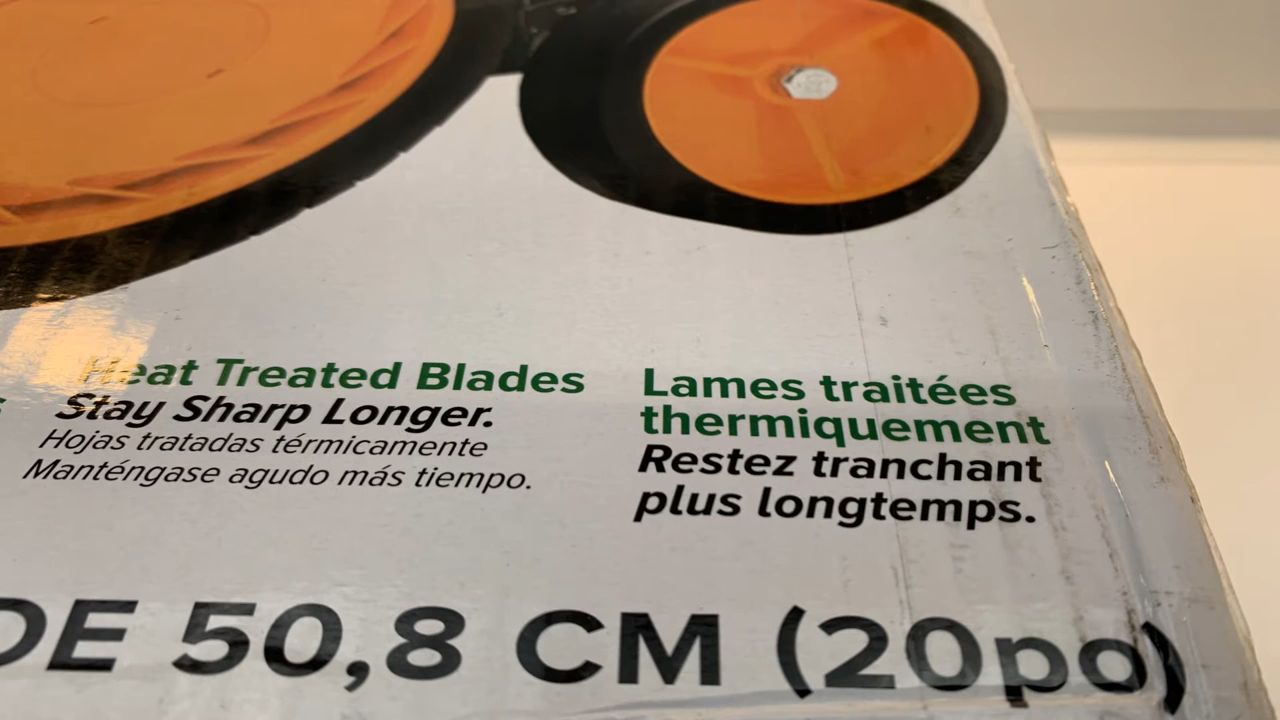 Heat Treated Blades
Stay Sharp Longer.
Hojas tratadas térmicamente
Manténgase agudo más tiempo.
Lames traitées
thermiquement
Restez tranchant
plus longtemps.
DE 50,8 CM (20po)